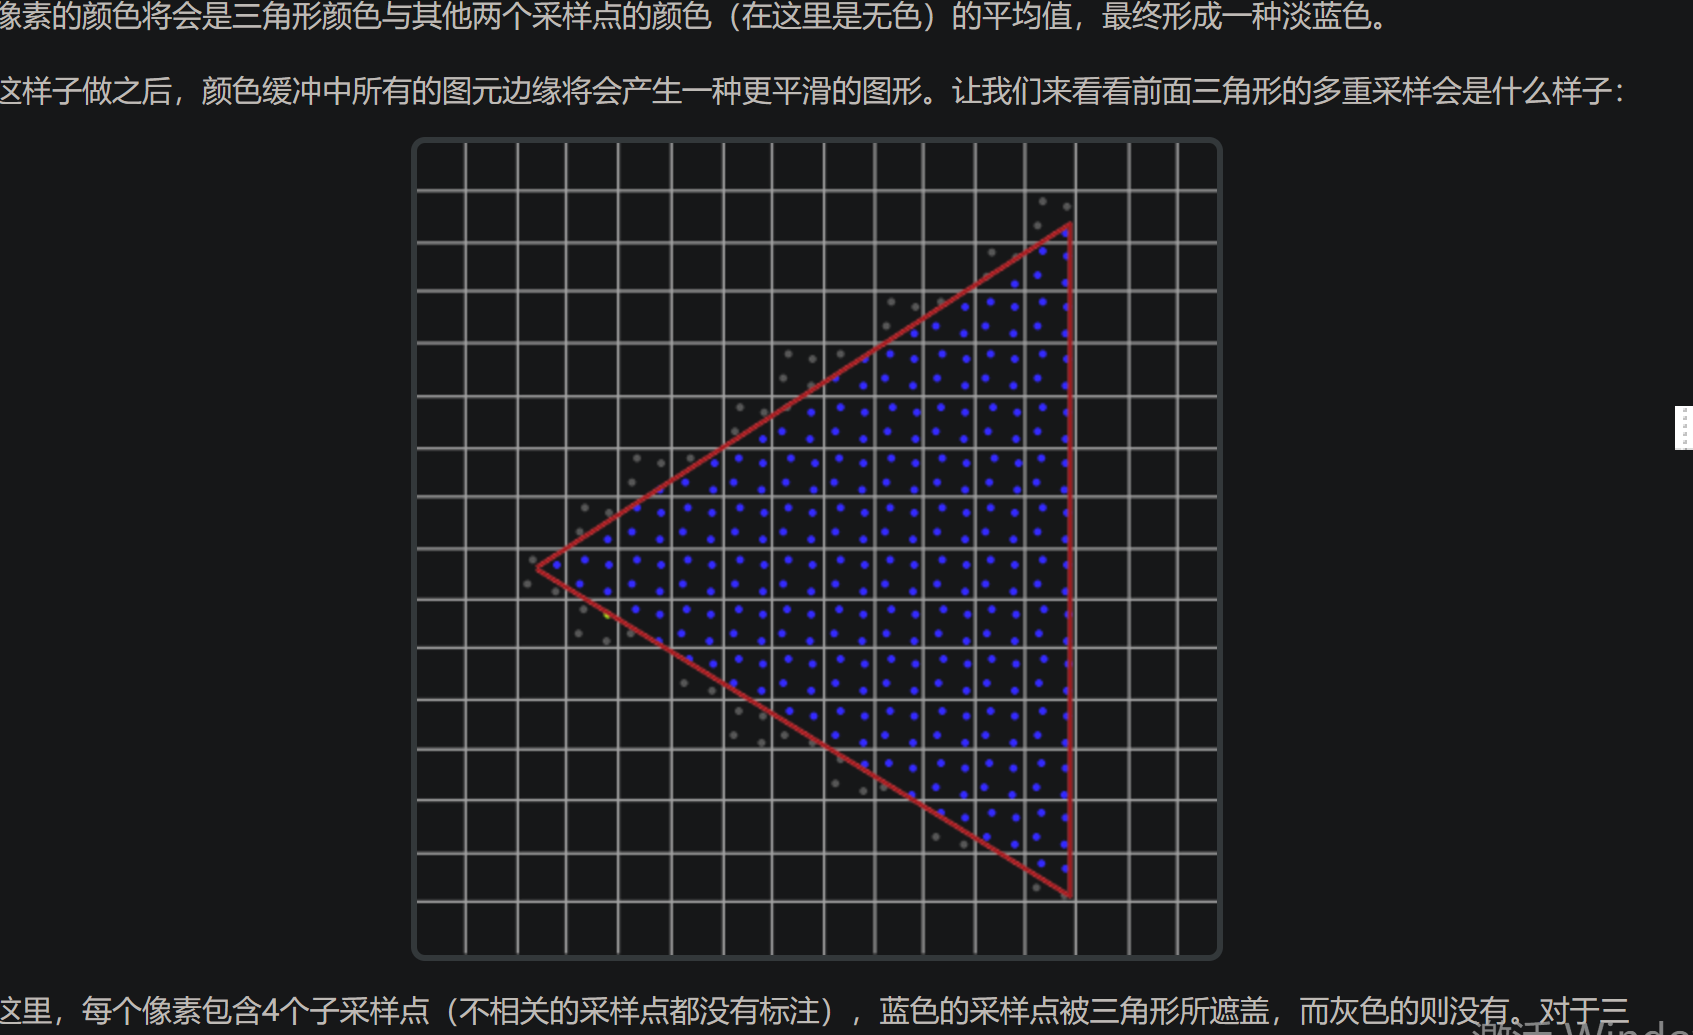 像素的颜色将会是三角形颜色与其他两个采样点的颜色（在这里是无色）的平均值，最终形成一种淡蓝色。
这样子做之后，颜色缓冲中所有的图元边缘将会产生一种更平滑的图形。让我们来看看前面三角形的多重采样会是什么样子：
这里，每个像素包含4个子采样点（不相关的采样点都没有标注），蓝色的采样点被三角形所遮盖，而灰色的则没有。对于三
激活 Windo